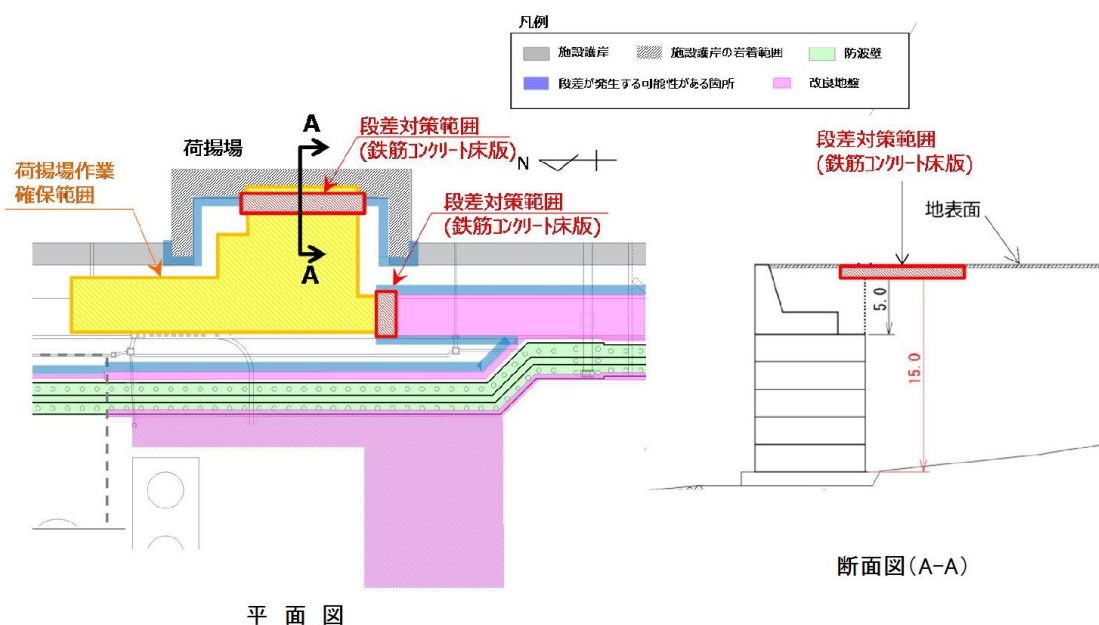 凡例
施設護岸
施設護岸の岩着範囲
防波壁
段差が発生する可能性がある箇所
改良地盤
荷揚場
A
段差対策範囲
(鉄筋コンクリート床版)
N
荷揚場作業
確保範囲
段差対策範囲
(鉄筋コンクリート床版)
A
平面図
段差対策範囲
(鉄筋コンクリート床版)
地表面
5.0
15.0
断面図(A-A)